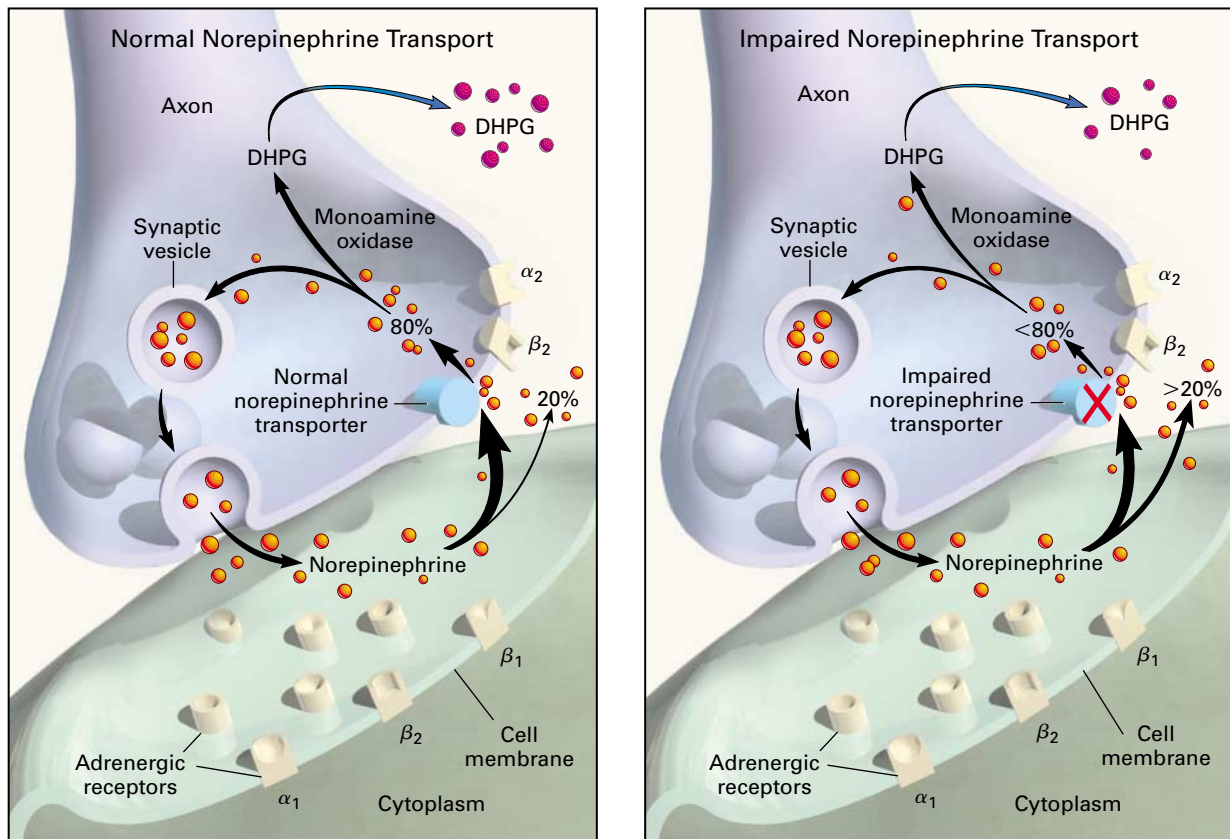 Normal Norepinephrine Transport
Axon
DHPG
DHPG
Monoamine
oxidase
Synaptic
vesicle
α2
80%
β2
Normal
norepinephrine
transporter
20%
Norepinephrine
β1
β2
Cell
membrane
Adrenergic
receptors
α1
Cytoplasm
Impaired Norepinephrine Transport
Axon
DHPG
DHPG
Monoamine
oxidase
Synaptic
vesicle
α2
<80%
β2
Impaired
norepinephrine
transporter
>20%
Norepinephrine
β1
β2
Cell
membrane
Adrenergic
receptors
α1
Cytoplasm